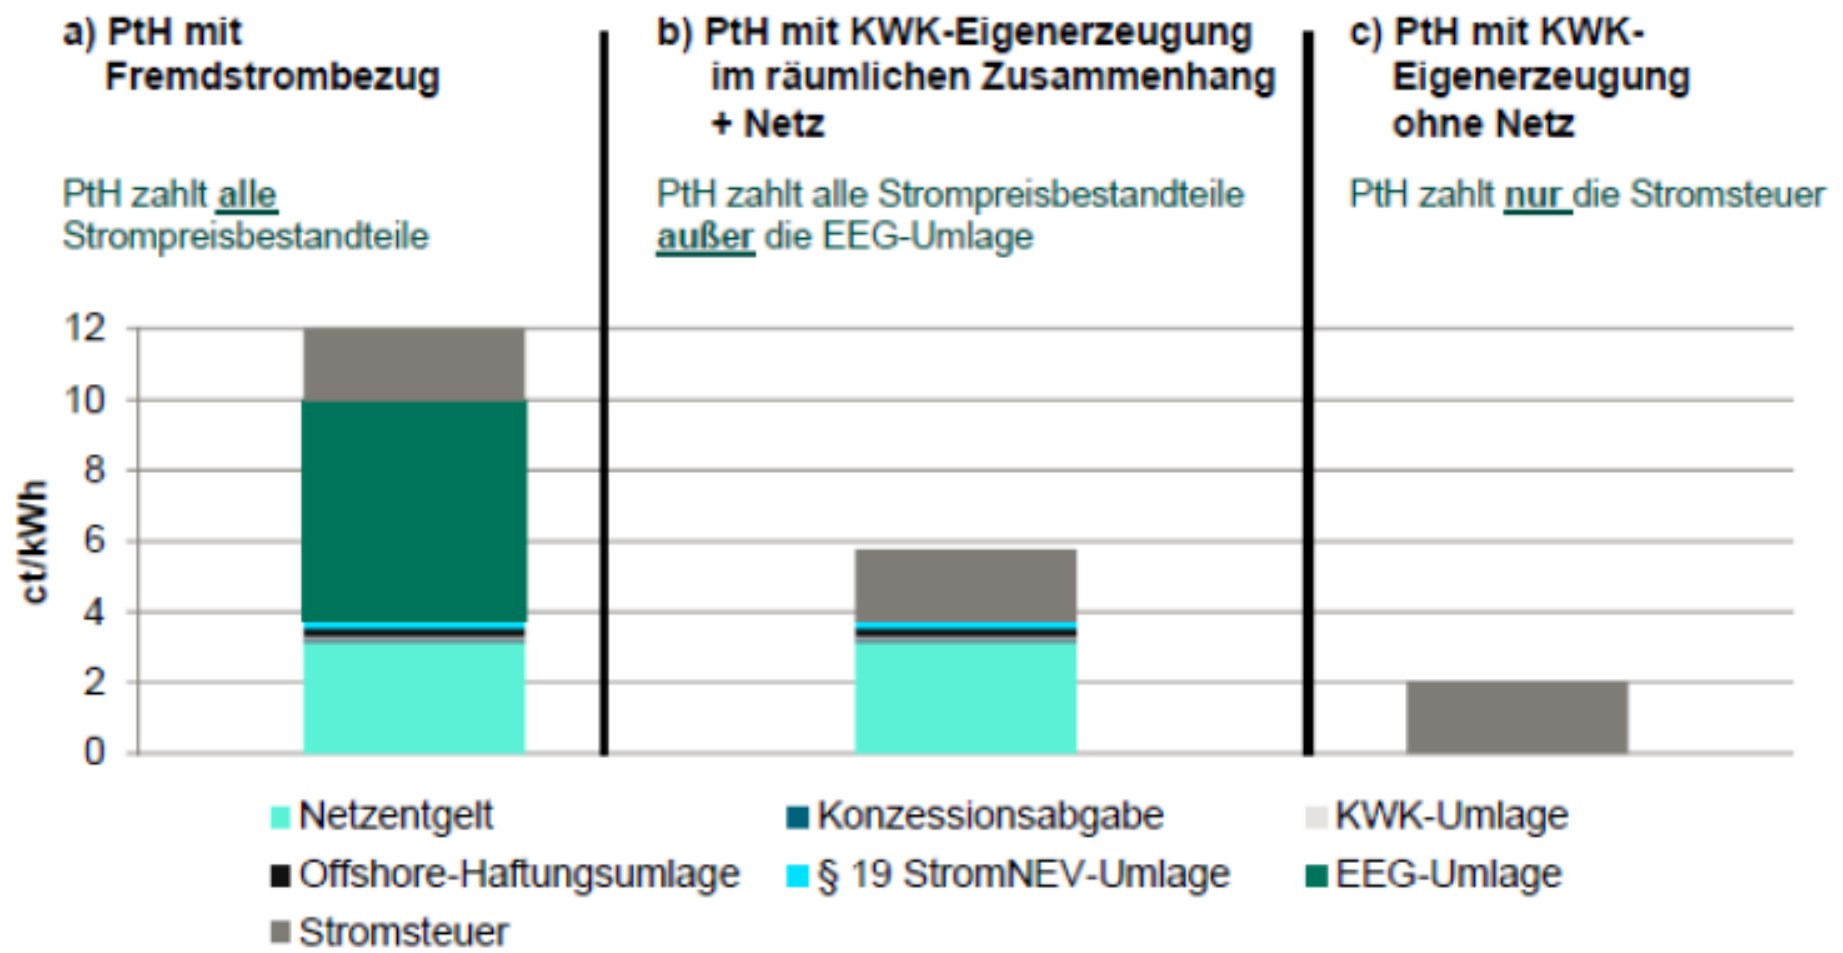 a) PtH mit
Fremdstrombezug
PtH zahlt alle
Strompreisbestandteile
b) PtH mit KWK-Eigenerzeugung
im räumlichen Zusammenhang
+ Netz
PtH zahlt alle Strompreisbestandteile
außer die EEG-Umlage
c) PtH mit KWK-
Eigenerzeugung
ohne Netz
PtH zahlt nur die Stromsteuer
ct/kWh
12
10
8
6
4
2
0
Netzentgelt
Konzessionsabgabe
KWK-Umlage
Offshore-Haftungsumlage
§ 19 StromNEV-Umlage
EEG-Umlage
Stromsteuer